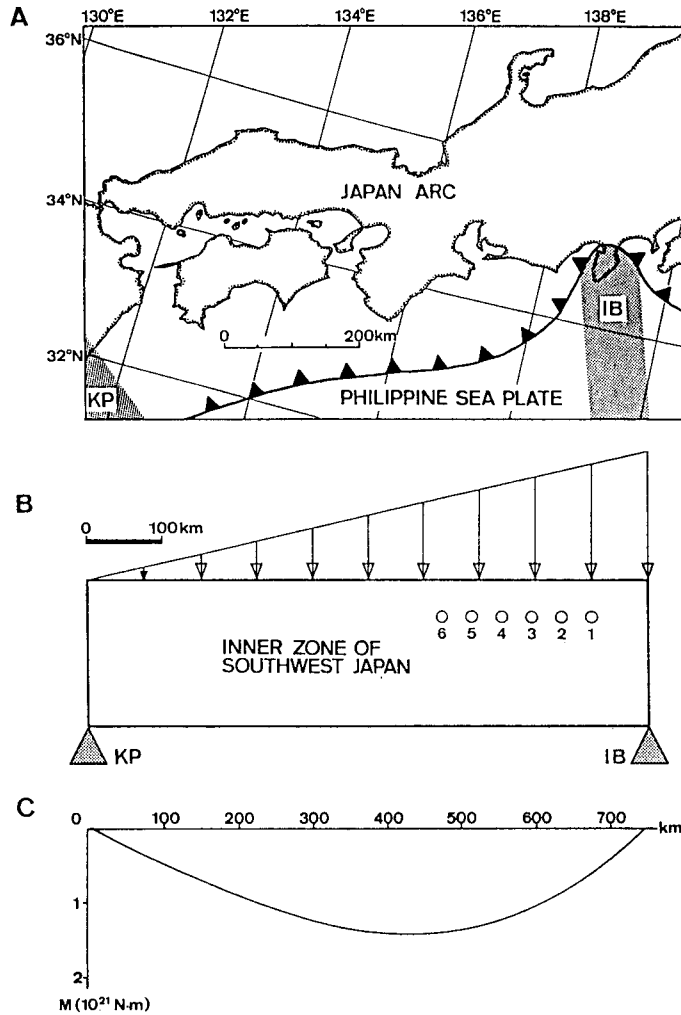 A
130°E 132°E 134°E 136°E 138°E
36°N
JAPAN ARC
34°N
0 200km
IB
32°N
KP
PHILIPPINE SEA PLATE
B
0 100km
6 5 4 3 2 1
INNER ZONE OF
SOUTHWEST JAPAN
KP IB
C
0 100 200 300 400 500 600 700 km
1
2
M (10²¹ N·m)